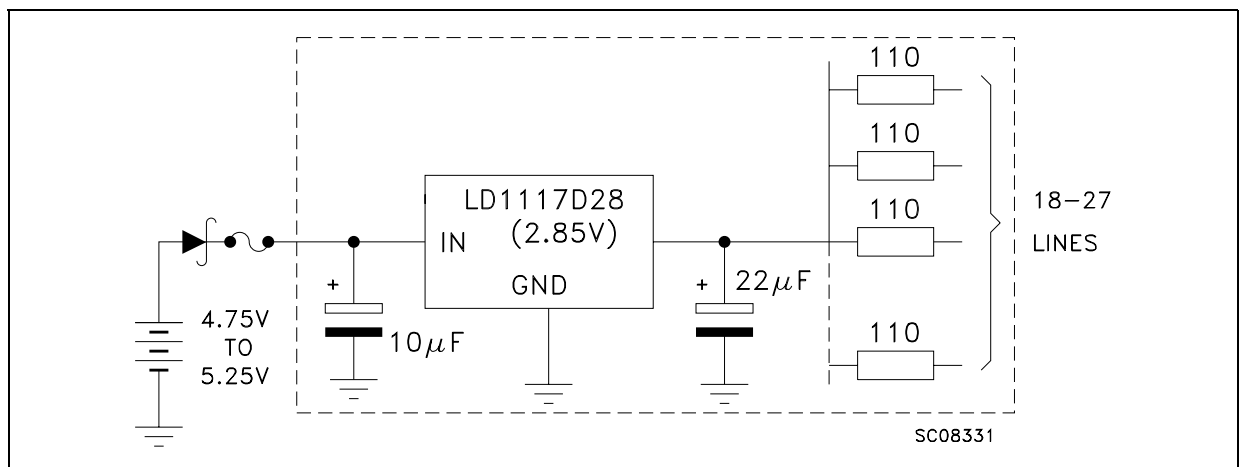 110
110
LD1117D28
(2.85V)
110
18-27
LINES
IN
GND
+
+
22μF
4.75V
TO
5.25V
10μF
110
SC08331